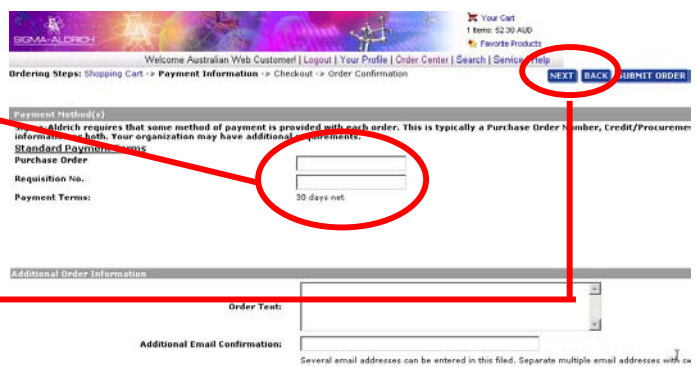 SIGMA-ALDRICH
Your Cart
1 Items: 52.30 AUD
Favorite Products
Welcome Australian Web Customer! | Logout | Your Profile | Order Center | Search | Service Help
Ordering Steps: Shopping Cart -> Payment Information -> Checkout -> Order Confirmation
NEXT BACK SUBMIT ORDER
Payment Method(s)
Aldrich requires that some method of payment is provided with each order. This is typically a Purchase Order Number, Credit/Procureme
information or both. Your organization may have additional requirements.
Standard Payment Terms
Purchase Order
Requisition No.
Payment Terms: 30 days net
Additional Order Information
Order Text:
Additional Email Confirmation:
Several email addresses can be entered in this filed. Separate multiple email addresses with